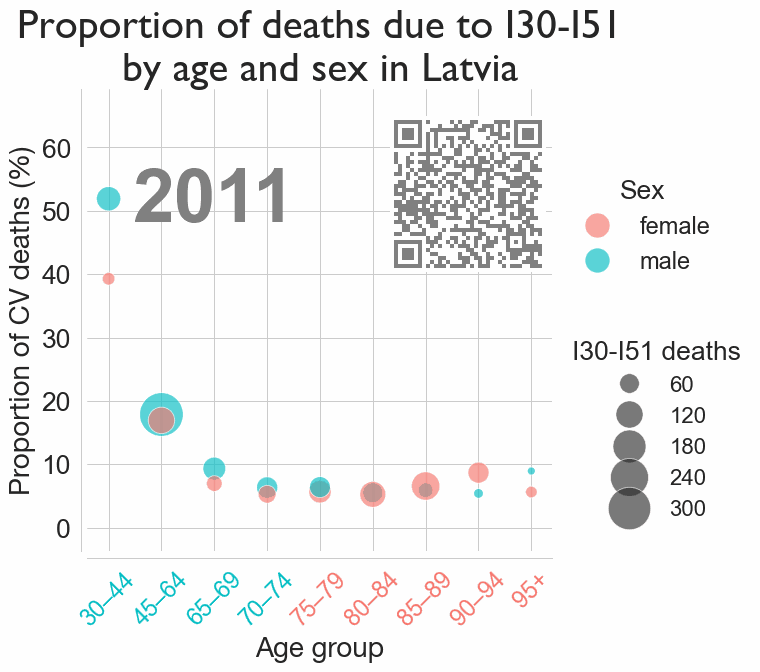 Proportion of deaths due to I30-I51
by age and sex in Latvia
Proportion of CV deaths (%)
60
50
40
30
20
10
0
2011
30–44
45–64
65–69
70–74
75–79
80–84
85–89
90–94
95+
Age group
Sex
female
male
I30-I51 deaths
60
120
180
240
300